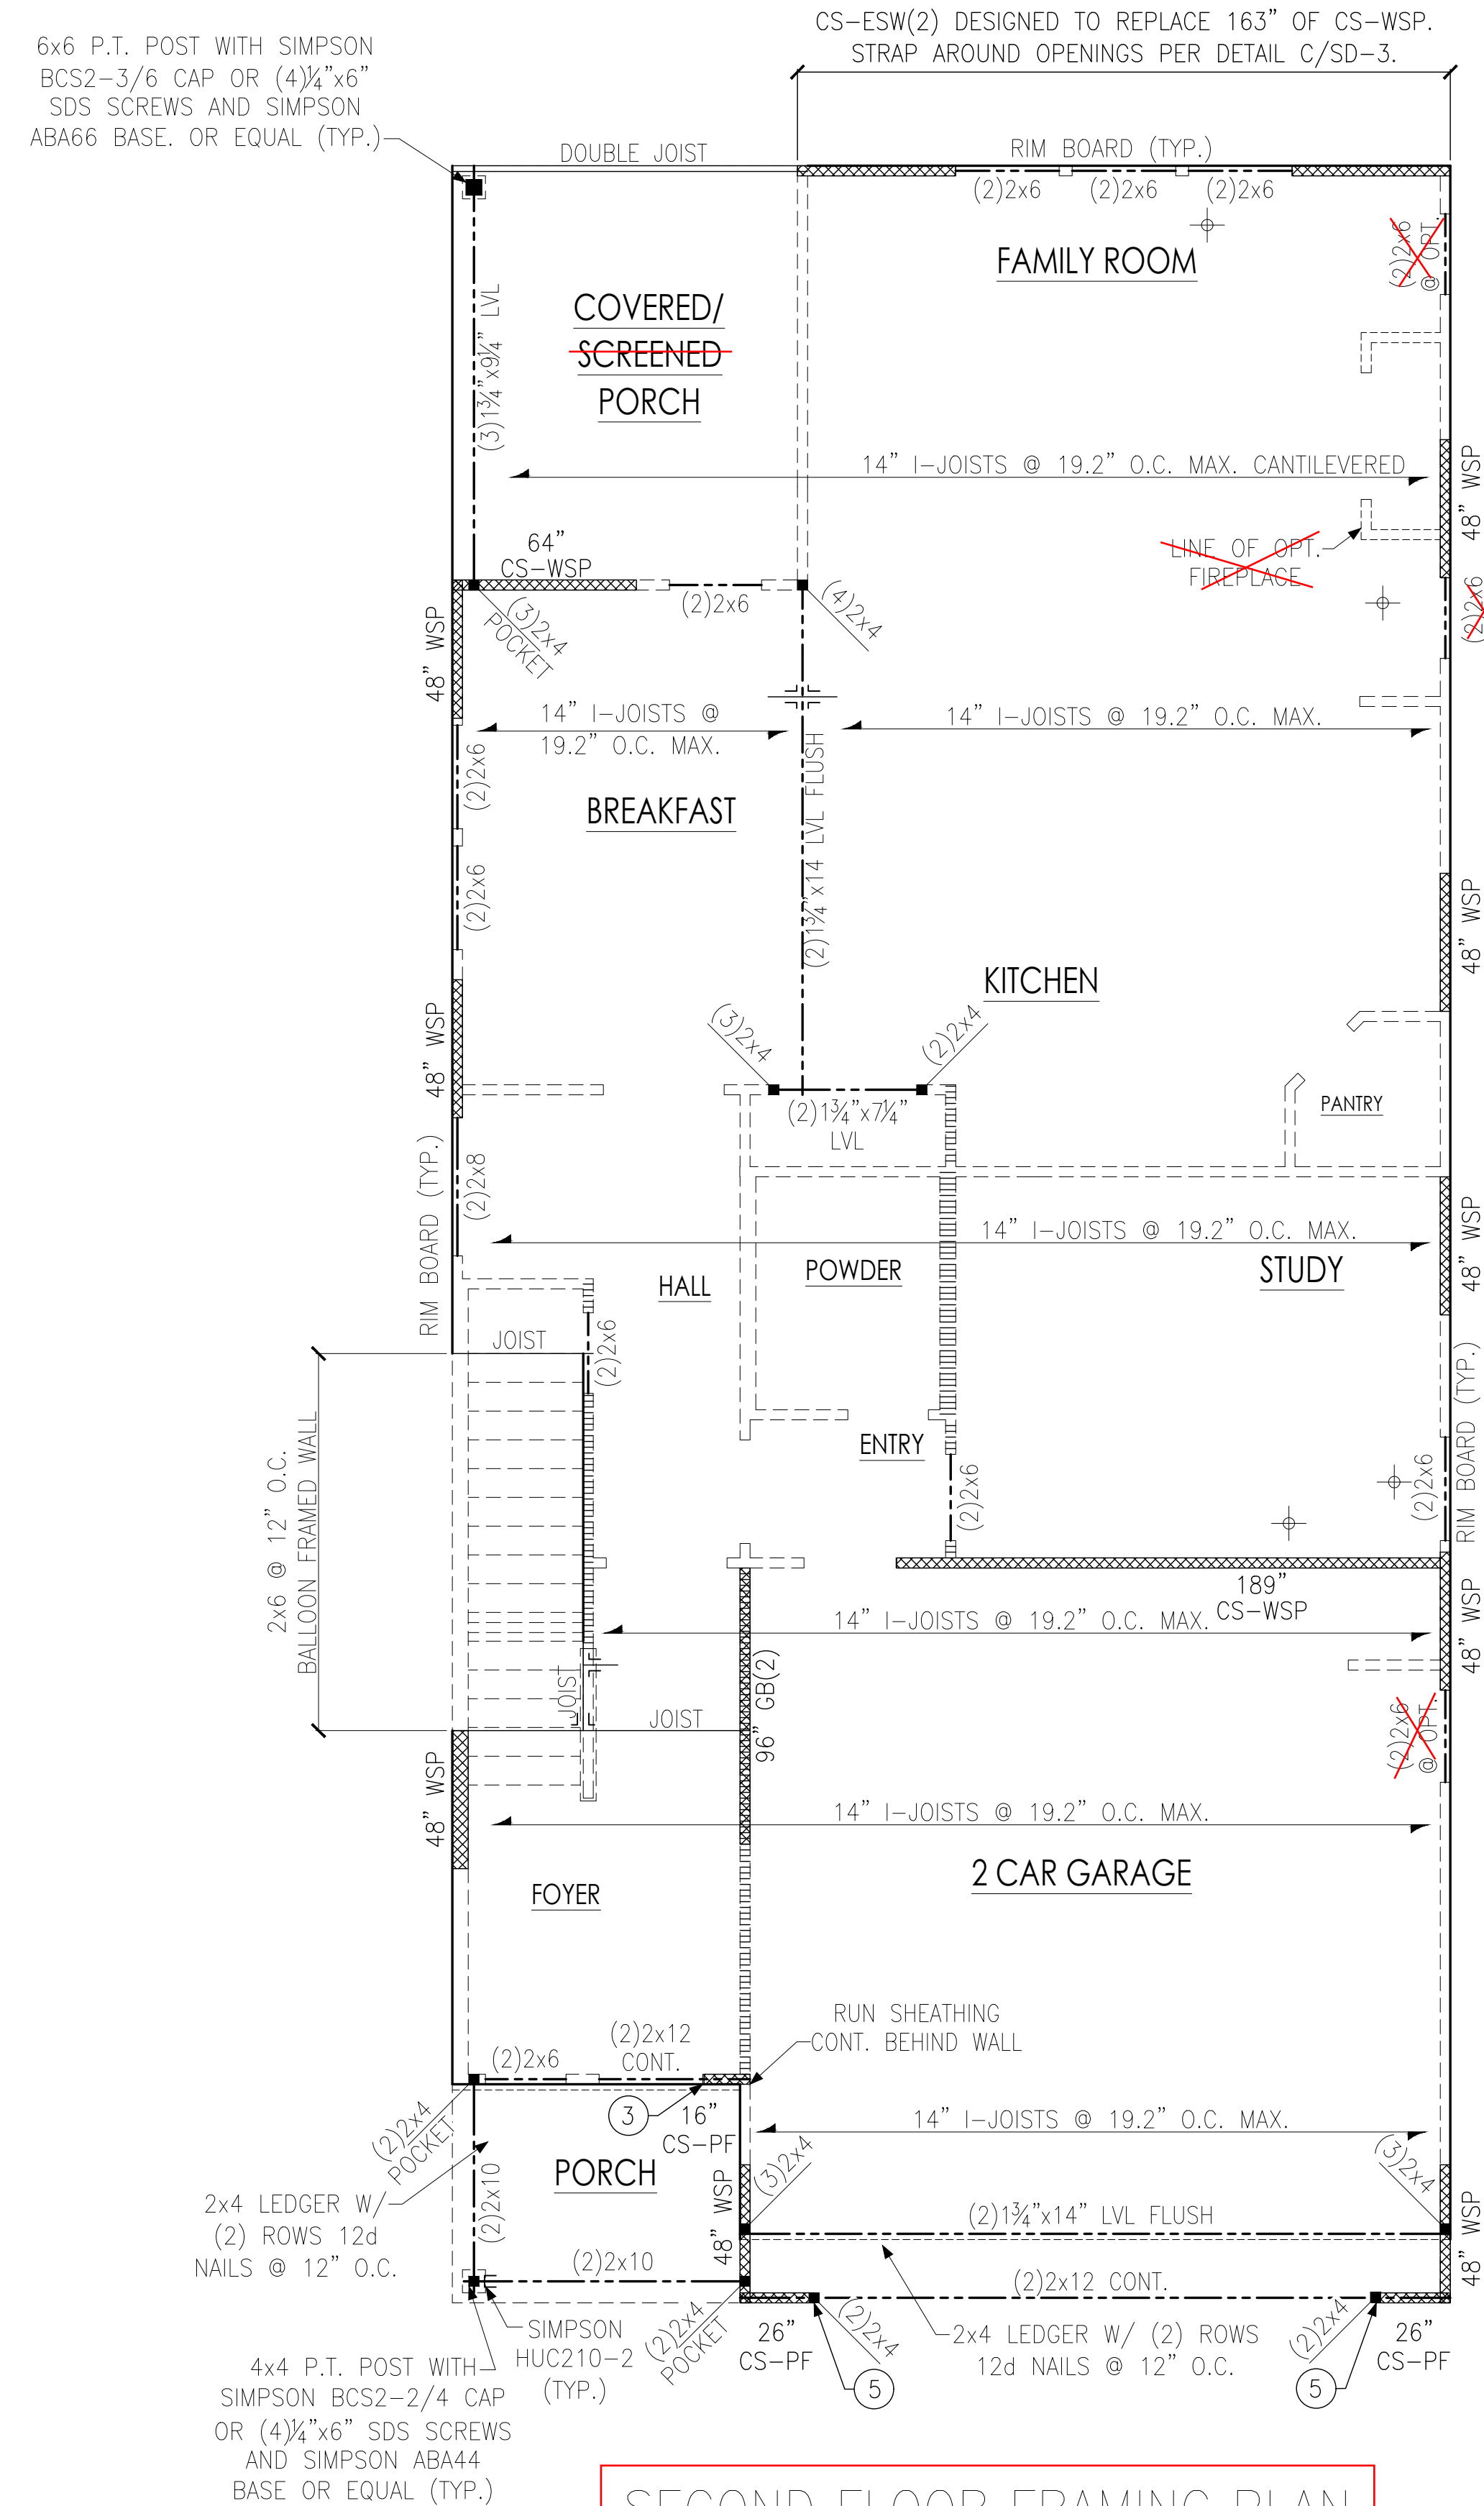 CS-ESW(2) DESIGNED TO REPLACE 163" OF CS-WSP.
STRAP AROUND OPENINGS PER DETAIL C/SD-3.
6x6 P.T. POST WITH SIMPSON
BCS2-3/6 CAP OR (4)¼"x6"
SDS SCREWS AND SIMPSON
ABA66 BASE. OR EQUAL (TYP.)
DOUBLE JOIST
RIM BOARD (TYP.)
(2)2x6
(2)2x6
(2)2x6
(2)2x6
@ OPT.
FAMILY ROOM
COVERED/
SCREENED
PORCH
(3)1¾"x9¼" LVL
14" I-JOISTS @ 19.2" O.C. MAX. CANTILEVERED
48" WSP
LINE OF OPT.
FIREPLACE
64"
CS-WSP
(2)2x6
(3)2x4
POCKET
(4)2x4
(2)2x6
48" WSP
14" I-JOISTS @
19.2" O.C. MAX.
14" I-JOISTS @ 19.2" O.C. MAX.
(2)2x6
(2)1¾"x14 LVL FLUSH
BREAKFAST
(2)2x6
48" WSP
KITCHEN
48" WSP
(3)2x4
(2)2x4
(2)1¾"x7¼"
LVL
PANTRY
RIM BOARD (TYP.)
(2)2x8
14" I-JOISTS @ 19.2" O.C. MAX.
48" WSP
HALL
POWDER
STUDY
JOIST
(2)2x6
ENTRY
(2)2x6
(2)2x6
RIM BOARD (TYP.)
2x6 @ 12" O.C.
BALLOON FRAMED WALL
189"
CS-WSP
14" I-JOISTS @ 19.2" O.C. MAX.
48" WSP
JOIST
JOIST
96" GB(2)
(2)2x6
@ OPT.
48" WSP
14" I-JOISTS @ 19.2" O.C. MAX.
2 CAR GARAGE
FOYER
RUN SHEATHING
CONT. BEHIND WALL
(2)2x6
(2)2x12
CONT.
3
16"
CS-PF
14" I-JOISTS @ 19.2" O.C. MAX.
(2)2x4
POCKET
PORCH
(2)2x10
48" WSP
(3)2x4
(3)2x4
2x4 LEDGER W/
(2) ROWS 12d
NAILS @ 12" O.C.
(2)1¾"x14" LVL FLUSH
48" WSP
(2)2x10
(2)2x12 CONT.
SIMPSON
HUC210-2
(TYP.)
(2)2x4
POCKET
26"
CS-PF
(2)2x4
5
2x4 LEDGER W/ (2) ROWS
12d NAILS @ 12" O.C.
(2)2x4
5
26"
CS-PF
4x4 P.T. POST WITH
SIMPSON BCS2-2/4 CAP
OR (4)¼"x6" SDS SCREWS
AND SIMPSON ABA44
BASE OR EQUAL (TYP.)
SECOND FLOOR FRAMING PLAN